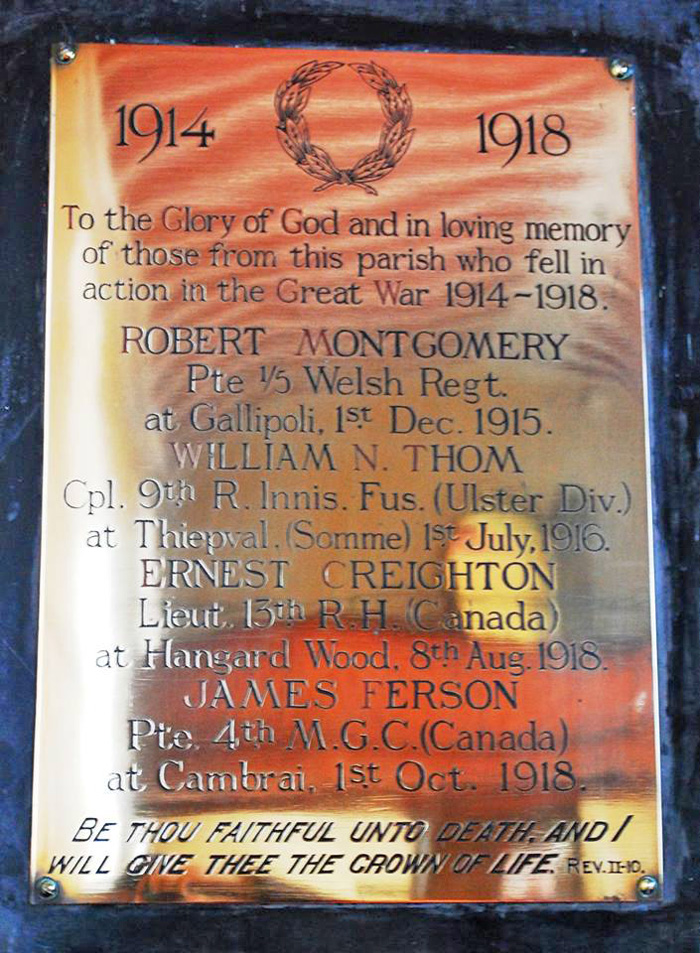 1914 1918
To the Glory of God and in loving memory
of those from this parish who fell in
action in the Great War 1914-1918.
ROBERT MONTGOMERY
Pte 1/5 Welsh Regt.
at Gallipoli, 1st Dec. 1915.
WILLIAM N. THOM
Cpl. 9th R. Innis. Fus. (Ulster Div.)
at Thiepval, (Somme) 1st July, 1916.
ERNEST CREIGHTON
Lieut. 13th R.H. (Canada)
at Hangard Wood, 8th Aug. 1918.
JAMES FERSON
Pte. 4th M.G.C. (Canada)
at Cambrai, 1st Oct. 1918.
BE THOU FAITHFUL UNTO DEATH, AND I
WILL GIVE THEE THE CROWN OF LIFE. REV. II-10.